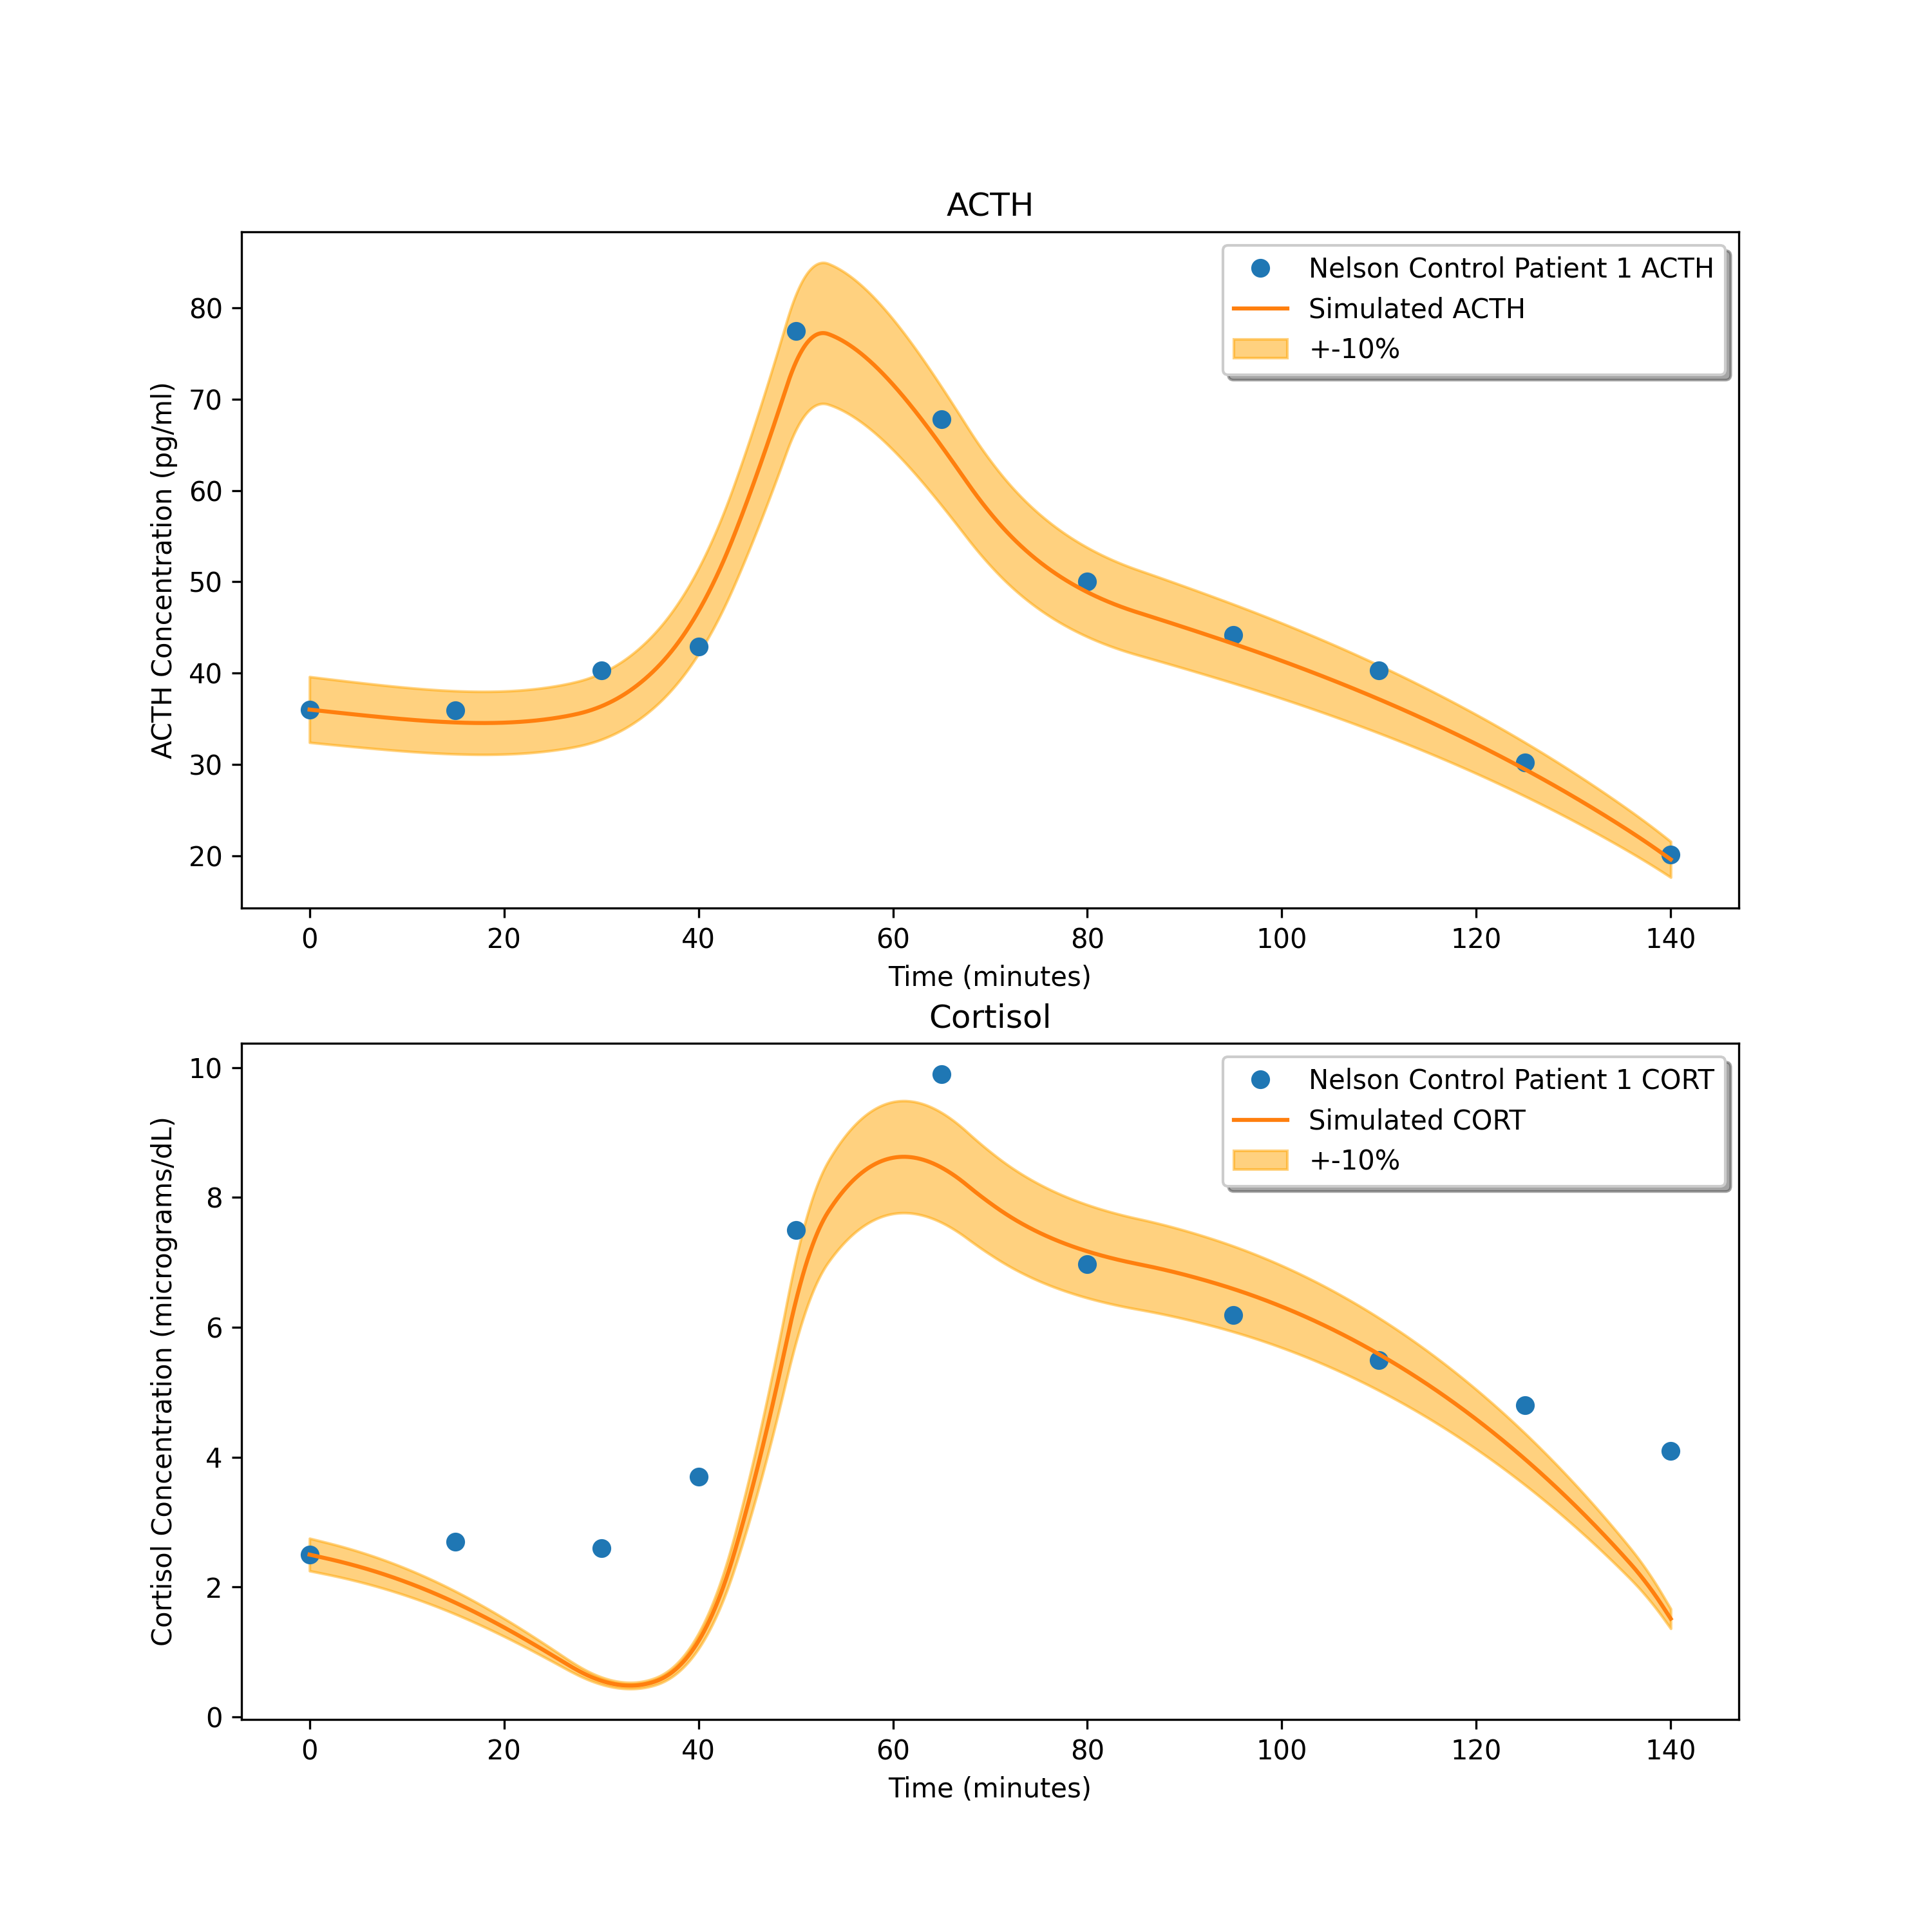 ACTH
Nelson Control Patient 1 ACTH
Simulated ACTH
+-10%
ACTH Concentration (pg/ml)
80
70
60
50
40
30
20
0 20 40 60 80 100 120 140
Time (minutes)
Cortisol
Nelson Control Patient 1 CORT
Simulated CORT
+-10%
Cortisol Concentration (micrograms/dL)
10
8
6
4
2
0
0 20 40 60 80 100 120 140
Time (minutes)